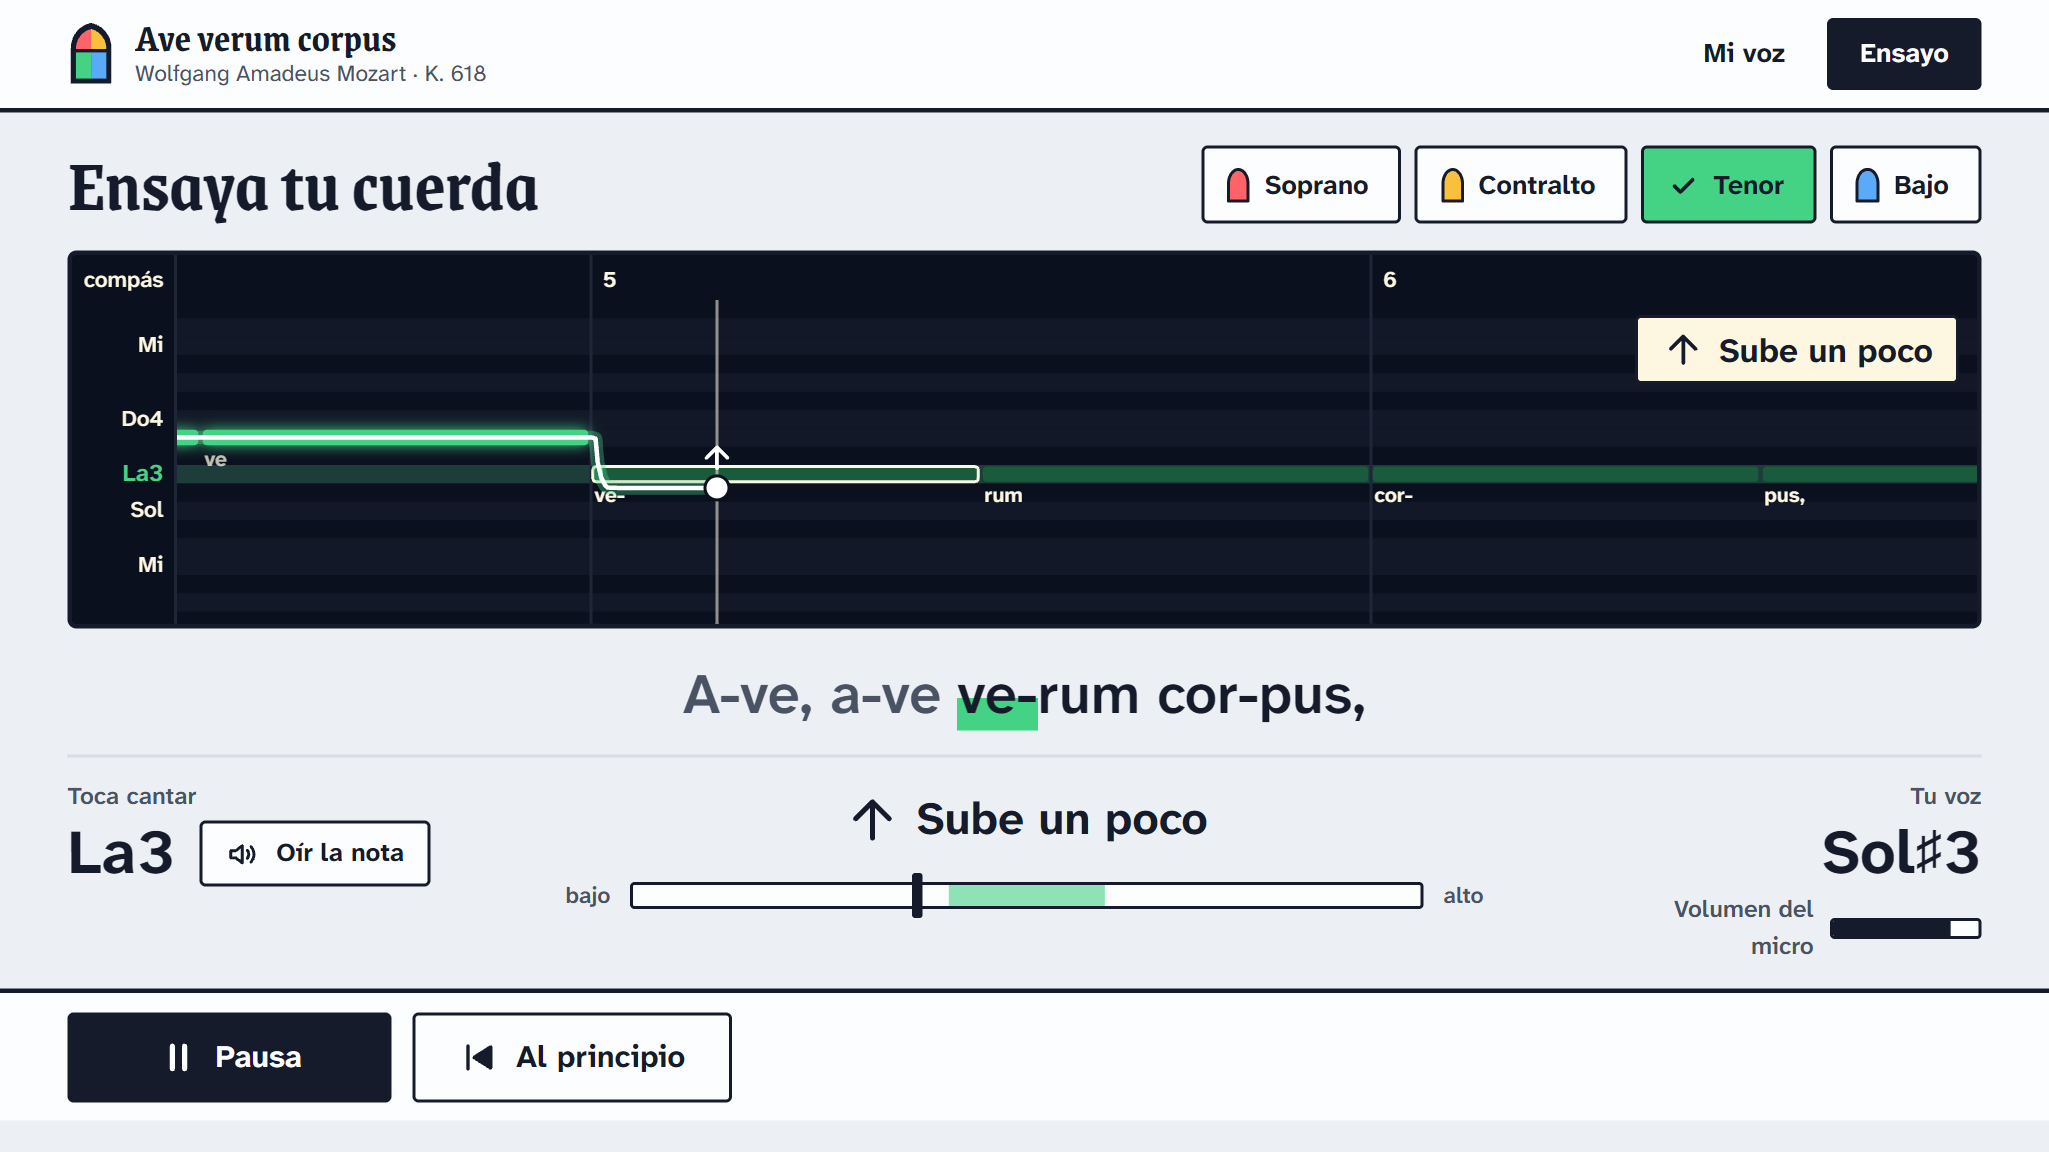 Ave verum corpus
Wolfgang Amadeus Mozart · K. 618
Mi voz
Ensayo
Ensaya tu cuerda
Soprano
Contralto
Tenor
Bajo
compás
5
6
Mi
Sube un poco
Do4
ve
La3
ve-
rum
cor-
pus,
Sol
Mi
A-ve, a-ve ve-rum cor-pus,
Toca cantar
La3
Oír la nota
Sube un poco
bajo
alto
Tu voz
Sol♯3
Volumen del
micro
Pausa
Al principio